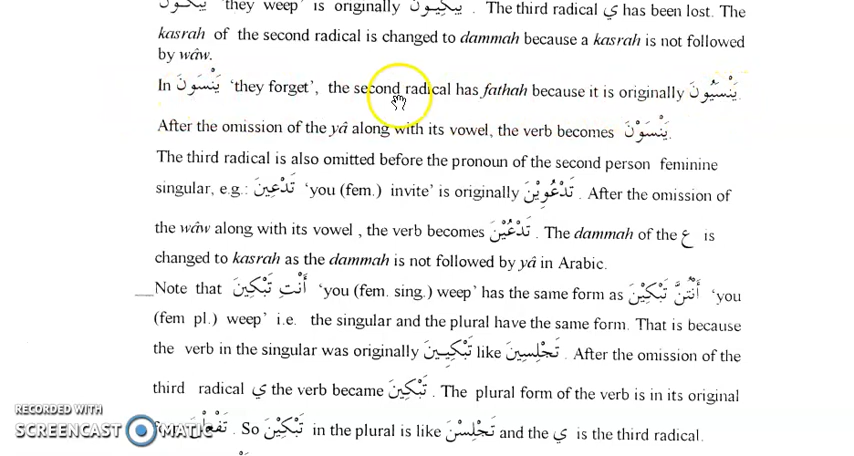 يَبْكُونَ 'they weep' is originally يَبْكِيُونَ . The third radical ي has been lost. The
kasrah of the second radical is changed to dammah because a kasrah is not followed
by wâw.
In يَنْسَوْنَ 'they forget', the second radical has fathah because it is originally يَنْسَيُونَ.
After the omission of the yâ along with its vowel, the verb becomes يَنْسَوْنَ.
The third radical is also omitted before the pronoun of the second person feminine
singular, e.g.: تَدْعِينَ 'you (fem.) invite' is originally تَدْعُوِيْنَ . After the omission of
the wâw along with its vowel , the verb becomes تَدْعُيْنَ . The dammah of the ع is
changed to kasrah as the dammah is not followed by yâ in Arabic.
Note that أَنْتِ تَبْكِينَ 'you (fem. sing.) weep' has the same form as أَنْتُنَّ تَبْكِيْنَ 'you
(fem pl.) weep' i.e. the singular and the plural have the same form. That is because
the verb in the singular was originally تَبْكِيِينَ like تَجْلِسِينَ . After the omission of the
third radical ي the verb became تَبْكِيْنَ . The plural form of the verb is in its original
. So تَبْكِيْنَ in the plural is like تَجْلِسْنَ and the ي is the third radical.
RECORDED WITH
SCREENCAST MATIC